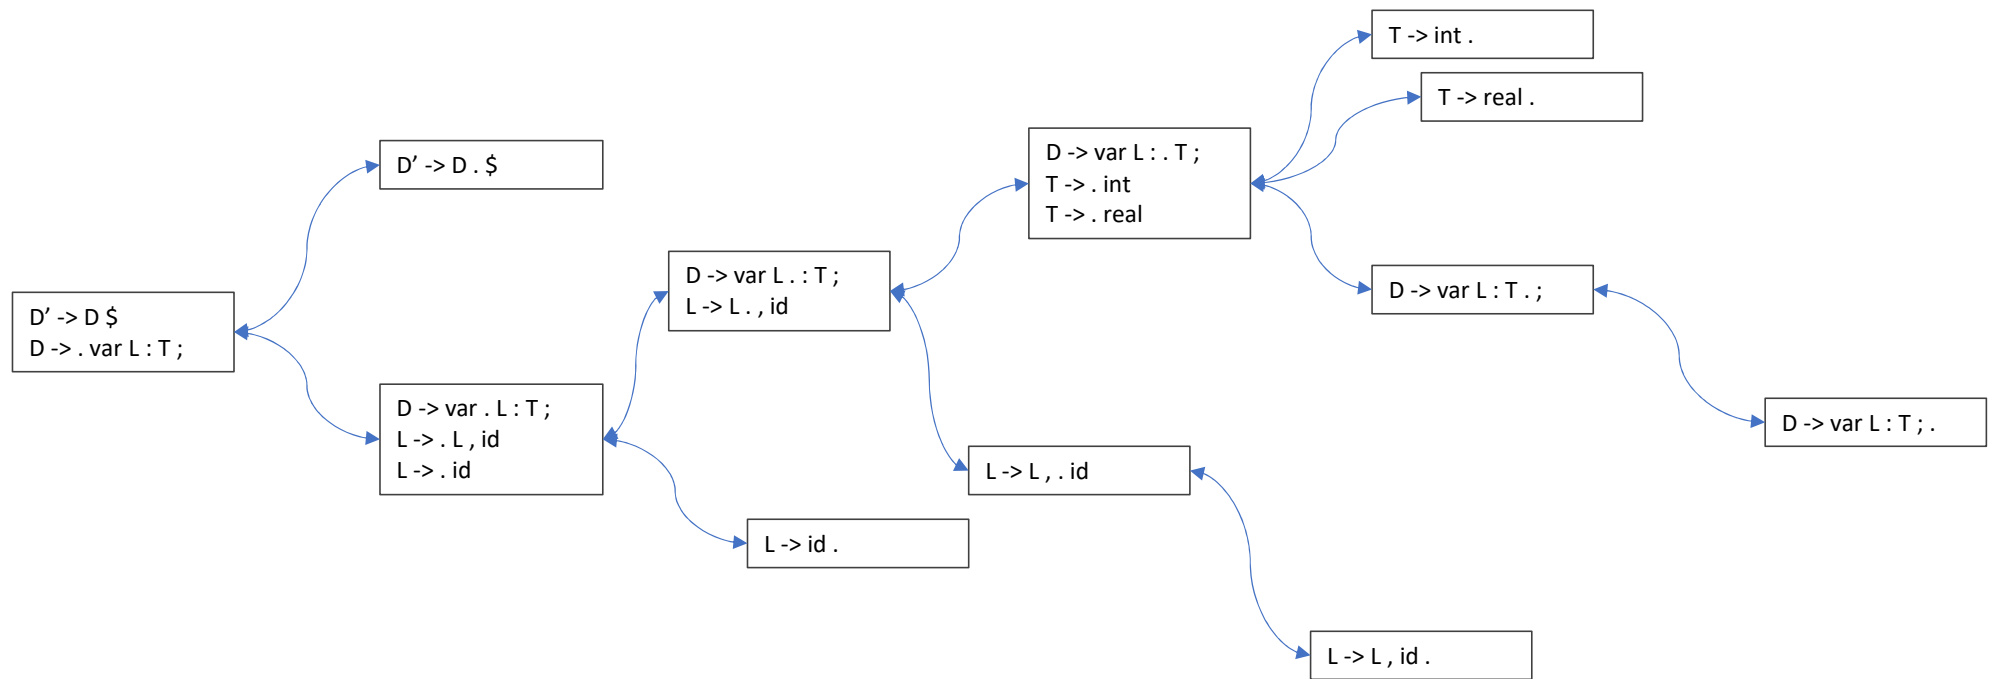 T -> int .
T -> real .
D’ -> D . $
D -> var L : . T ;
T -> . int
T -> . real
D -> var L . : T ;
L -> L . , id
D’ -> D $
D -> . var L : T ;
D -> var L : T . ;
D -> var . L : T ;
L -> . L , id
L -> . id
D -> var L : T ; .
L -> L , . id
L -> id .
L -> L , id .